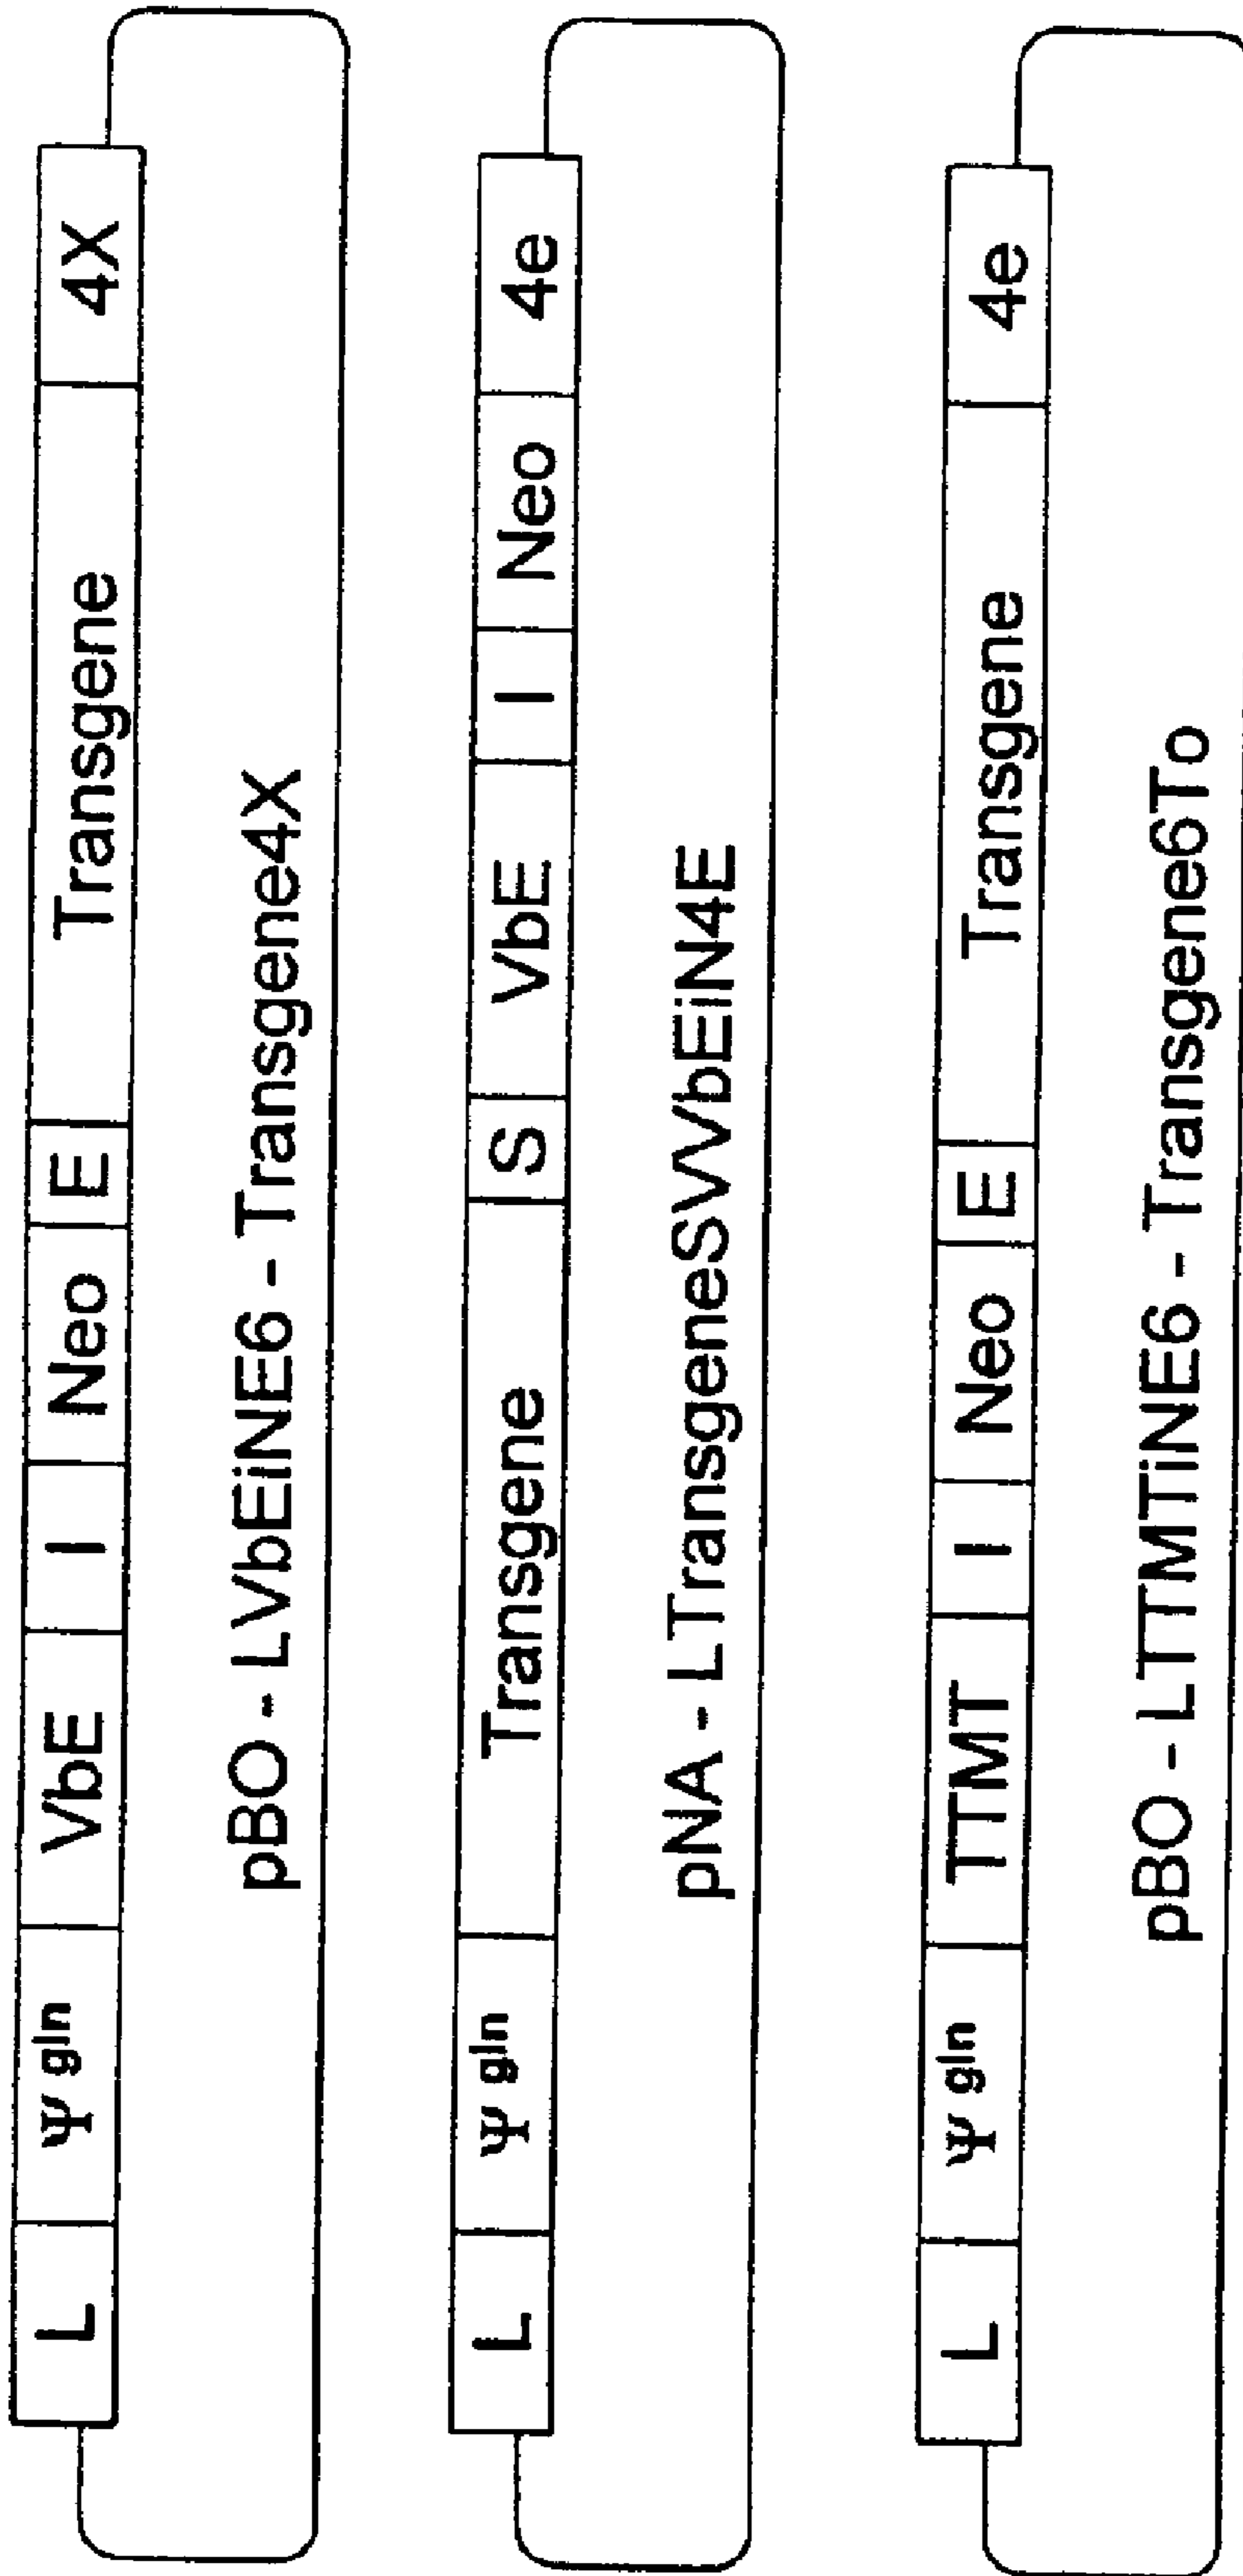 L Ψ gln VbE I Neo E Transgene 4X
pBO - LVbEiNE6 - Transgene4X
L Ψ gln Transgene S VbE I Neo 4e
pNA - LTransgeneSVVbEiN4E
L Ψ gln TTMT I Neo E Transgene 4e
pBO - LTTMTiNE6 - Transgene6To